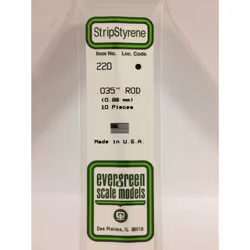 StripStyrene
Item No. Loc. Code
220
.035" ROD
(0.88 mm)
10 Pieces
Made in U.S.A.
evergreen
scale models
Des Plaines, IL 60018